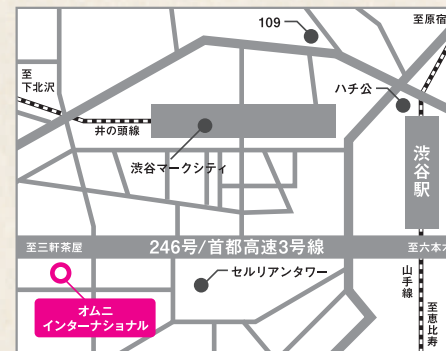 109
至原宿
至
下北沢
ハチ公
井の頭線
渋谷マークシティ
渋谷駅
至三軒茶屋
246号/首都高速3号線
至六本木
セルリアンタワー
山手線
オムニ
インターナショナル
至恵比寿